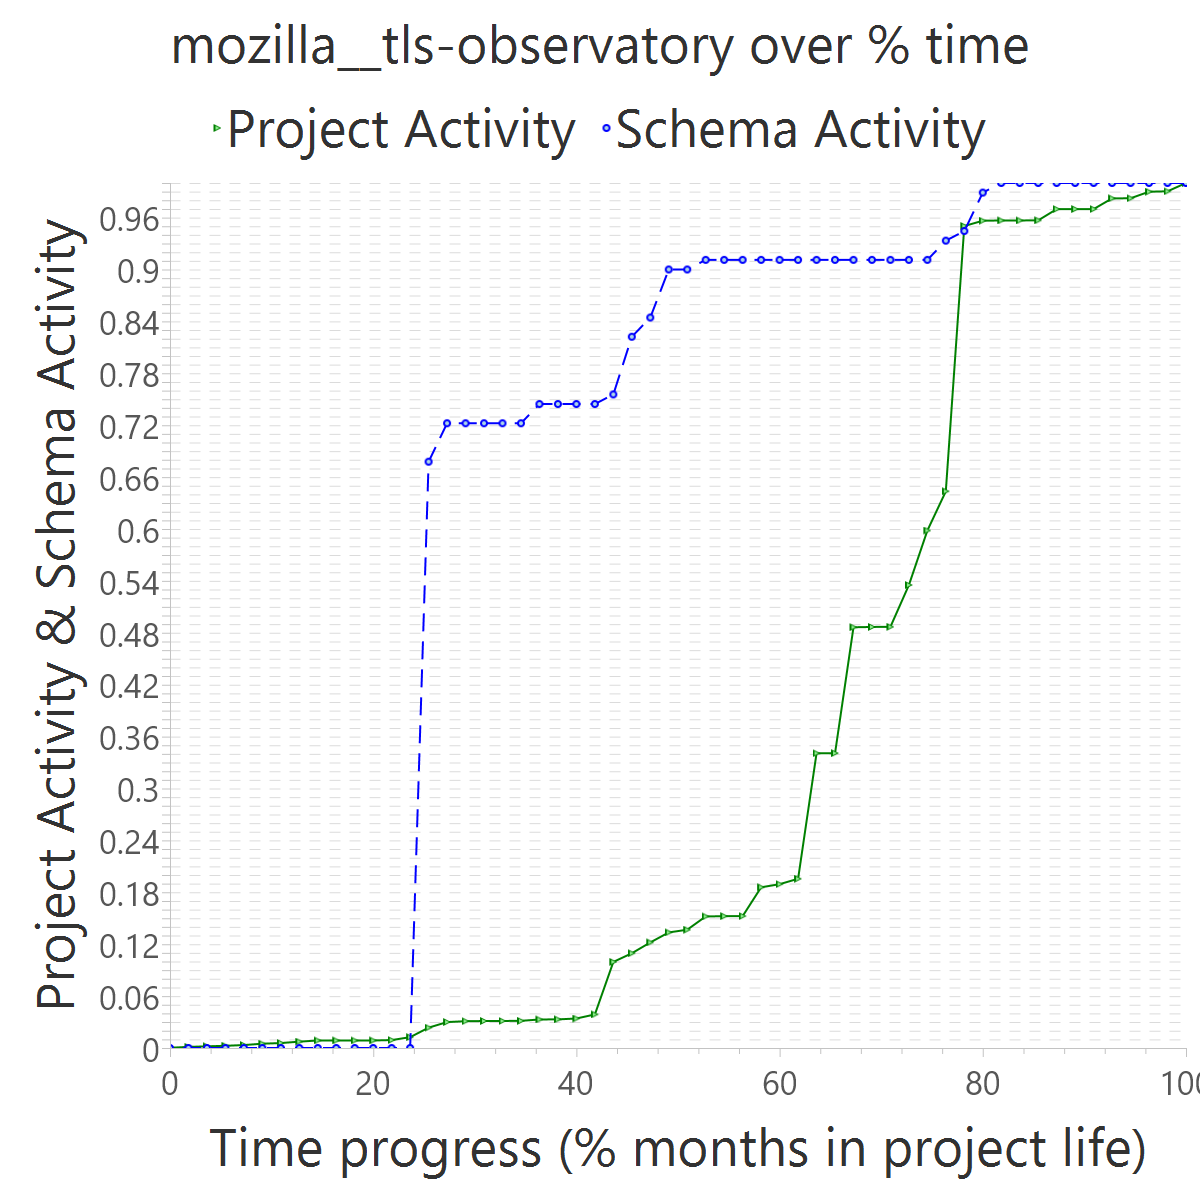 mozilla__tls-observatory over % time
Project Activity
Schema Activity
Project Activity & Schema Activity
0.96
0.9
0.84
0.78
0.72
0.66
0.6
0.54
0.48
0.42
0.36
0.3
0.24
0.18
0.12
0.06
0
0 20 40 60 80 100
Time progress (% months in project life)